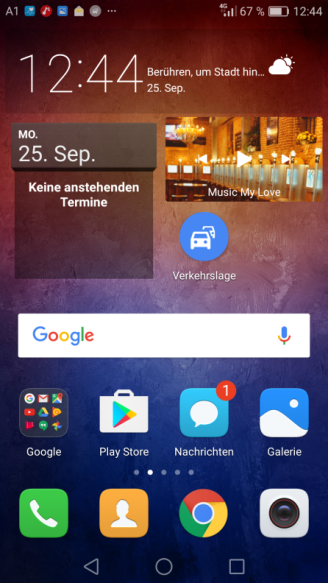 A1 4G 67 % 12:44
12:44
Berühren, um Stadt hin...
25. Sep.
MO.
25. Sep.
Keine anstehenden
Termine
Music My Love
Verkehrslage
Google
1
Google Play Store Nachrichten Galerie